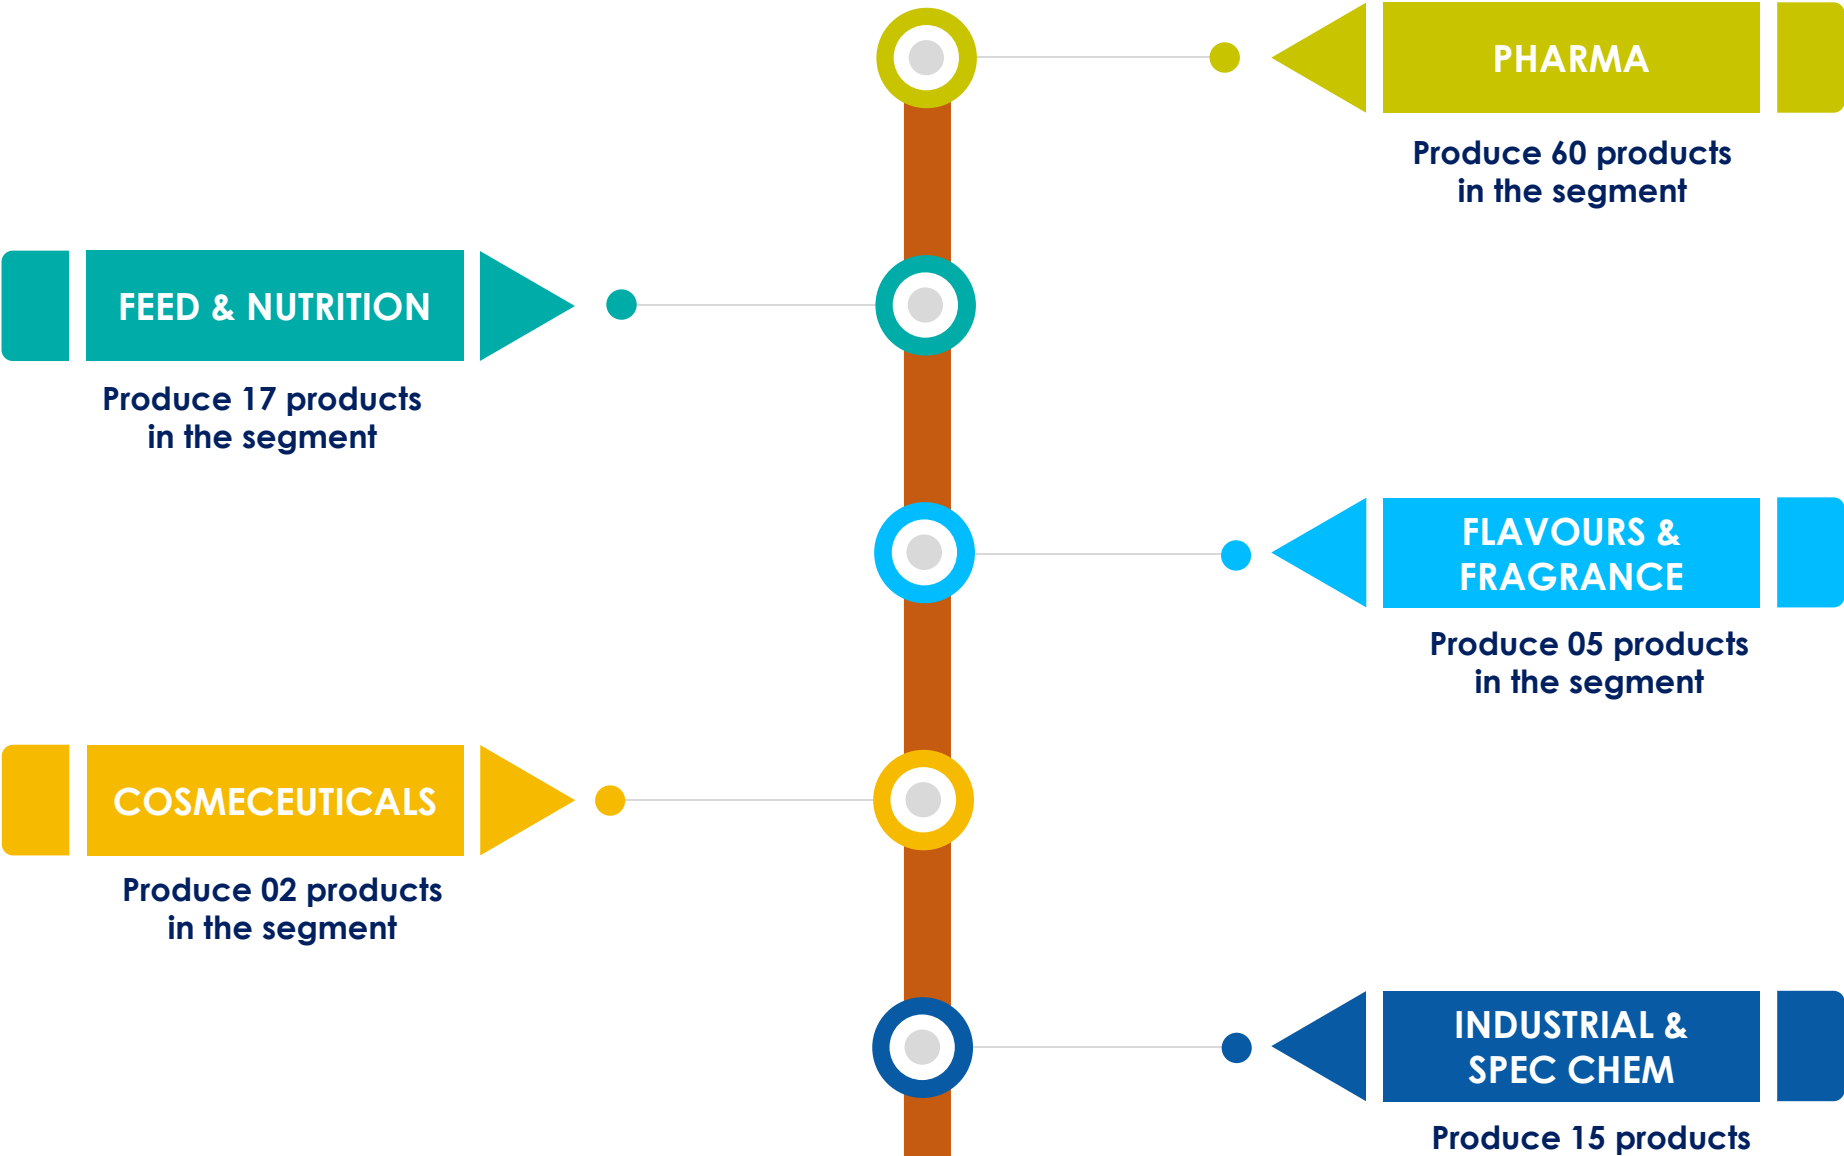 PHARMA
Produce 60 products
in the segment
FEED & NUTRITION
Produce 17 products
in the segment
FLAVOURS &
FRAGRANCE
Produce 05 products
in the segment
COSMECEUTICALS
Produce 02 products
in the segment
INDUSTRIAL &
SPEC CHEM
Produce 15 products